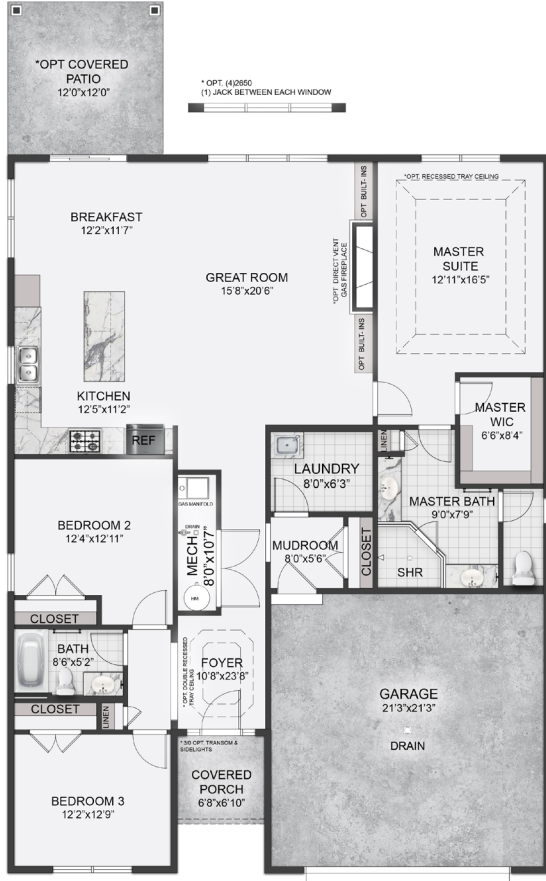 *OPT COVERED
PATIO
12'0"x12'0"
* OPT. (4)2650
(1) JACK BETWEEN EACH WINDOW
BREAKFAST
12'2"x11'7"
GREAT ROOM
15'8"x20'6"
OPT BUILT- INS
*OPT. DIRECT VENT
GAS FIREPLACE
OPT BUILT- INS
*OPT. RECESSED TRAY CEILING
MASTER
SUITE
12'11"x16'5"
KITCHEN
12'5"x11'2"
REF
MASTER
WIC
6'6"x8'4"
LINEN
LAUNDRY
8'0"x6'3"
MASTER BATH
9'0"x7'9"
SHR
BEDROOM 2
12'4"x12'11"
GAS MANIFOLD
DRAIN
MECH
8'0"x10'7"
HM
MUDROOM
8'0"x5'6"
CLOSET
CLOSET
BATH
8'6"x5'2"
CLOSET
LINEN
* OPT. DOUBLE RECESSED
TRAY CEILING
FOYER
10'8"x23'8"
* 3/0 OPT. TRANSOM &
SIDELIGHTS
COVERED
PORCH
6'8"x6'10"
GARAGE
21'3"x21'3"
DRAIN
BEDROOM 3
12'2"x12'9"